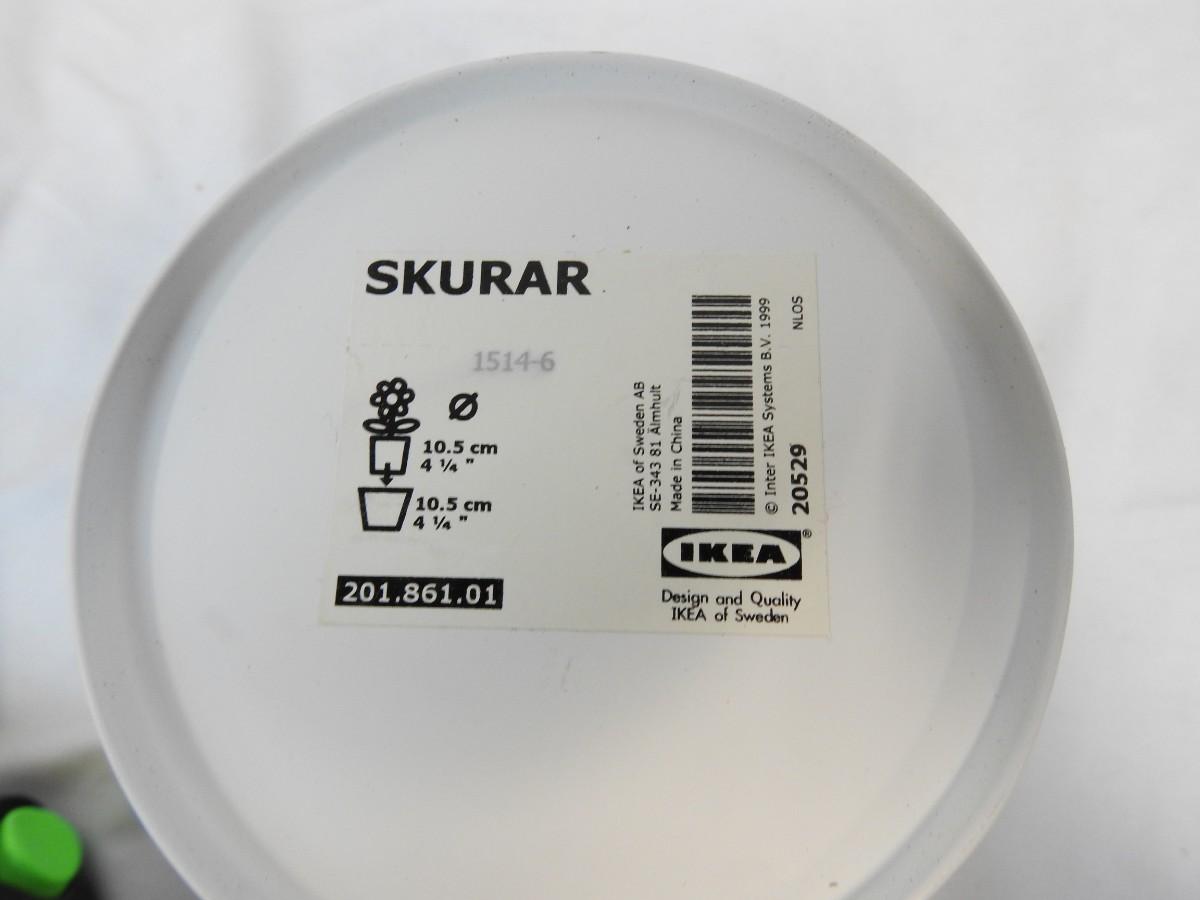 SKURAR
1514-6
Ø
10.5 cm
4 ¼ "
10.5 cm
4 ¼ "
201.861.01
IKEA of Sweden AB
SE-343 81 Älmhult
Made in China
© Inter IKEA Systems B.V. 1999
20529
NLOS
IKEA®
Design and Quality
IKEA of Sweden